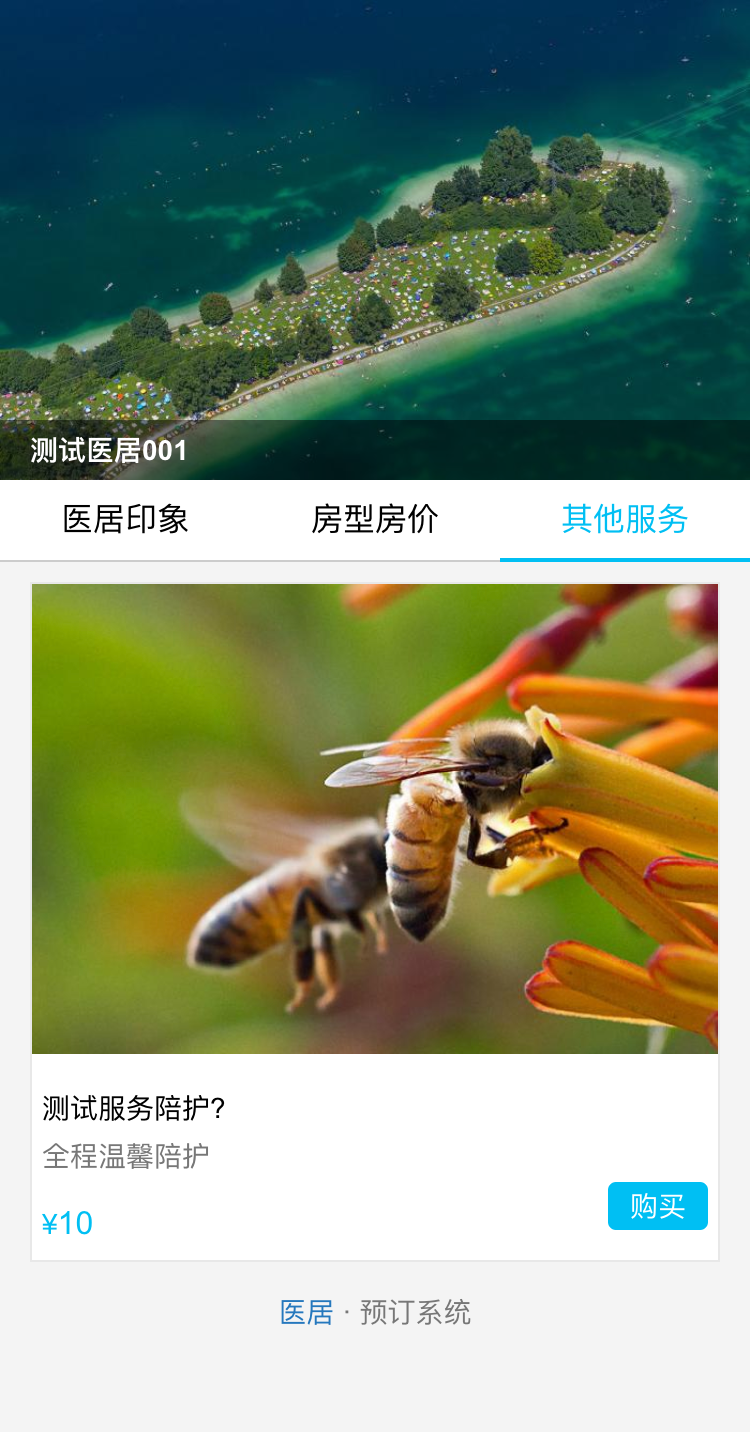 测试医居001
医居印象 房型房价 其他服务
测试服务陪护?
全程温馨陪护
¥10
购买
医居 · 预订系统